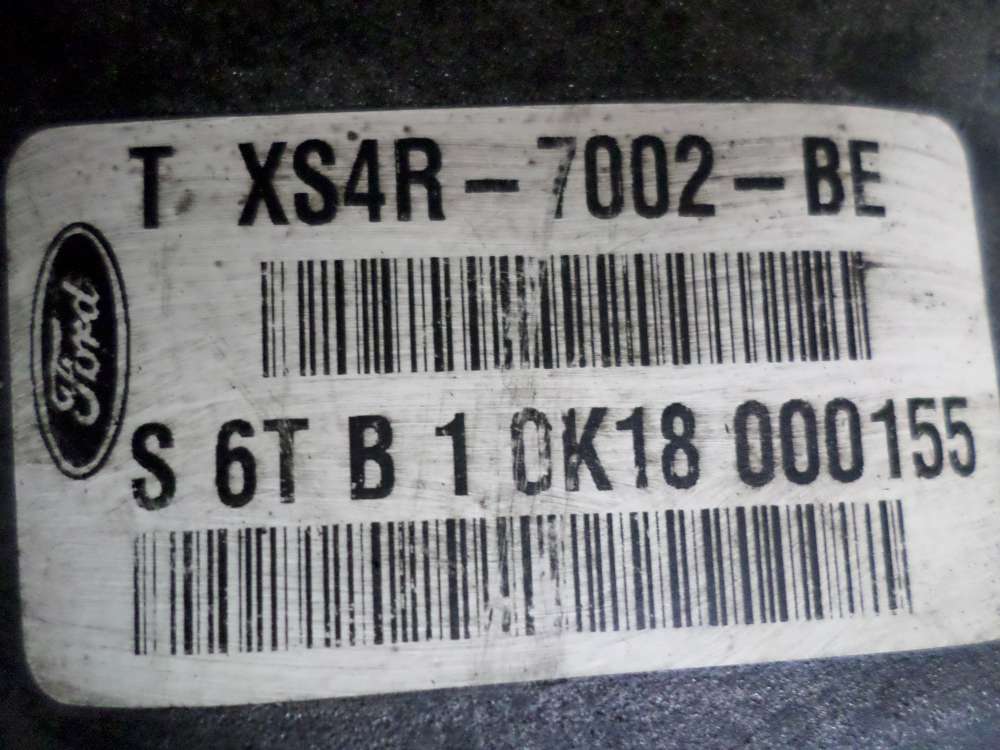 T XS4R-7002-BE
Ford
S 6T B 1 0K18 000155